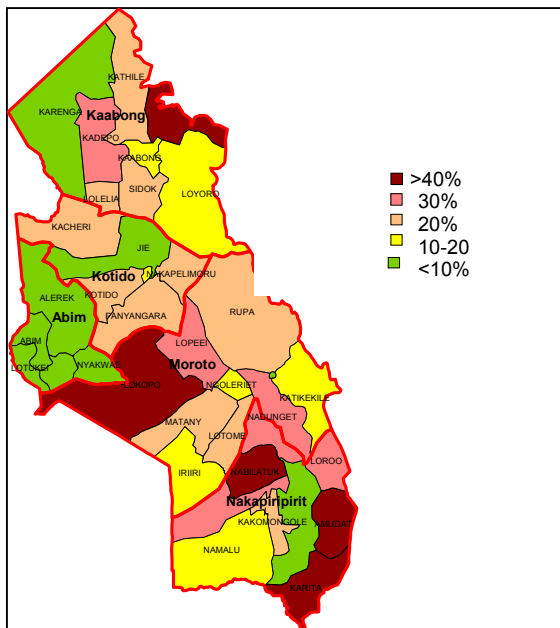 KATHILE
KARENGA
Kaabong
KADEPO
KAABONG
SIDOK
LOYORO
LOLELIA
KACHERI
JIE
Kotido
NAKAPELIMORU
ALEREK
KOTIDO
Abim
PANYANGARA
RUPA
ABIM
LOPEEI
Moroto
LOTUKEI
NYAKWAE
LOKOPO
NGOLERIET
KATIKEKILE
NADUNGET
MATANY
LOTOME
IRIIRI
NABILATUK
LOROO
Nakapiripirit
KAKOMONGOLE
AMUDAT
NAMALU
KARITA
>40%
30%
20%
10-20
<10%